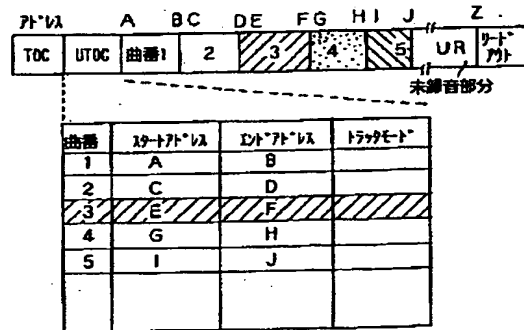 アドレス A BC DE FG HI J Z
TOC UTOC 曲番1 2 3 4 5 UR リードアウト
未録音部分
曲番 スタートアドレス エンドアドレス トラックモード
1 A B
2 C D
3 E F
4 G H
5 I J